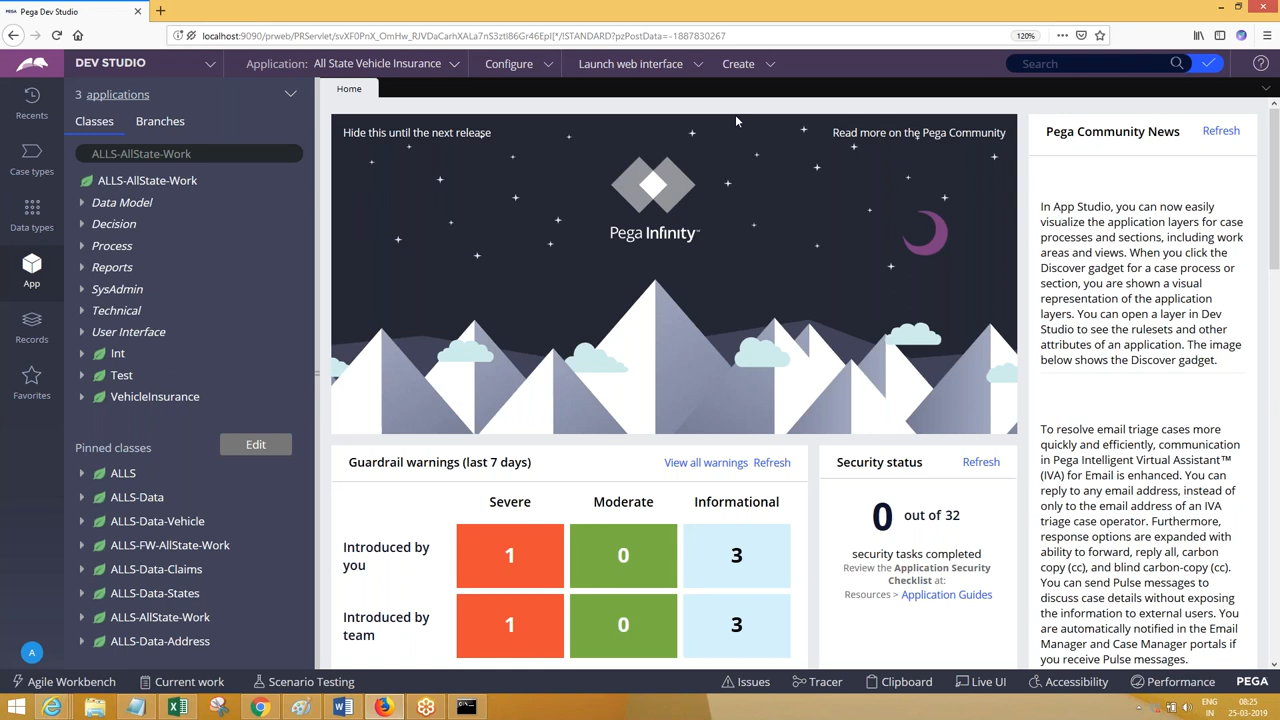 Pega Dev Studio
localhost:9090/prweb/PRServlet/svXF0PnX_OmHw_RJVDaCarhXALa7nS3ztl86Gr46EpI[*/!STANDARD?pzPostData=-1887830267
120%
DEV STUDIO
Application: All State Vehicle Insurance
Configure
Launch web interface
Create
Search
Recents
Case types
Data types
App
Records
Favorites
A
3 applications
Classes Branches
ALLS-AllState-Work
ALLS-AllState-Work
Data Model
Decision
Process
Reports
SysAdmin
Technical
User Interface
Int
Test
VehicleInsurance
Pinned classes
Edit
ALLS
ALLS-Data
ALLS-Data-Vehicle
ALLS-FW-AllState-Work
ALLS-Data-Claims
ALLS-Data-States
ALLS-AllState-Work
ALLS-Data-Address
Home
Hide this until the next release
Read more on the Pega Community
Pega Infinity™
Guardrail warnings (last 7 days)
View all warnings Refresh
Severe Moderate Informational
Introduced by you
1 0 3
Introduced by team
1 0 3
Security status
Refresh
0 out of 32
security tasks completed
Review the Application Security
Checklist at:
Resources > Application Guides
Pega Community News
Refresh
In App Studio, you can now easily
visualize the application layers for case
processes and sections, including work
areas and views. When you click the
Discover gadget for a case process or
section, you are shown a visual
representation of the application
layers. You can open a layer in Dev
Studio to see the rulesets and other
attributes of an application. The image
below shows the Discover gadget.
To resolve email triage cases more
quickly and efficiently, communication
in Pega Intelligent Virtual Assistant™
(IVA) for Email is enhanced. You can
reply to any email address, instead of
only to the email address of an IVA
triage case operator. Furthermore,
response options are expanded with
ability to forward, reply all, carbon
copy (cc), and blind carbon-copy (cc).
You can send Pulse messages to
discuss case details without exposing
the information to external users. You
are automatically notified in the Email
Manager and Case Manager portals if
you receive Pulse messages.
Agile Workbench
Current work
Scenario Testing
Issues
Tracer
Clipboard
Live UI
Accessibility
Performance
PEGA
ENG
IN
08:25
25-03-2019